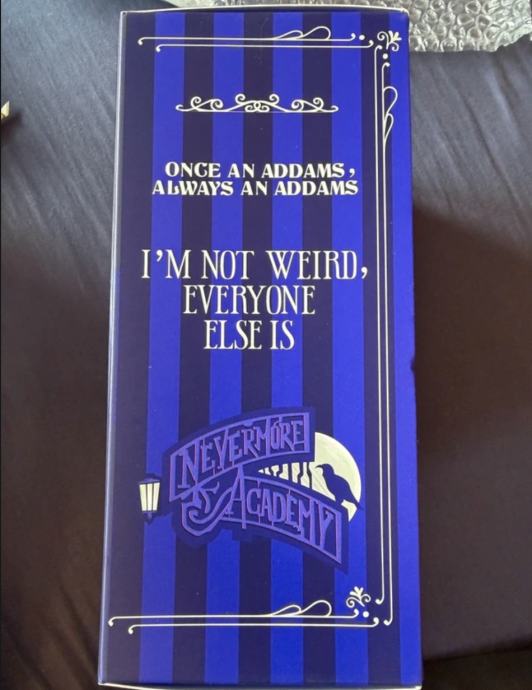 ONCE AN ADDAMS,
ALWAYS AN ADDAMS
I'M NOT WEIRD,
EVERYONE
ELSE IS
NEVERMORE
ACADEMY